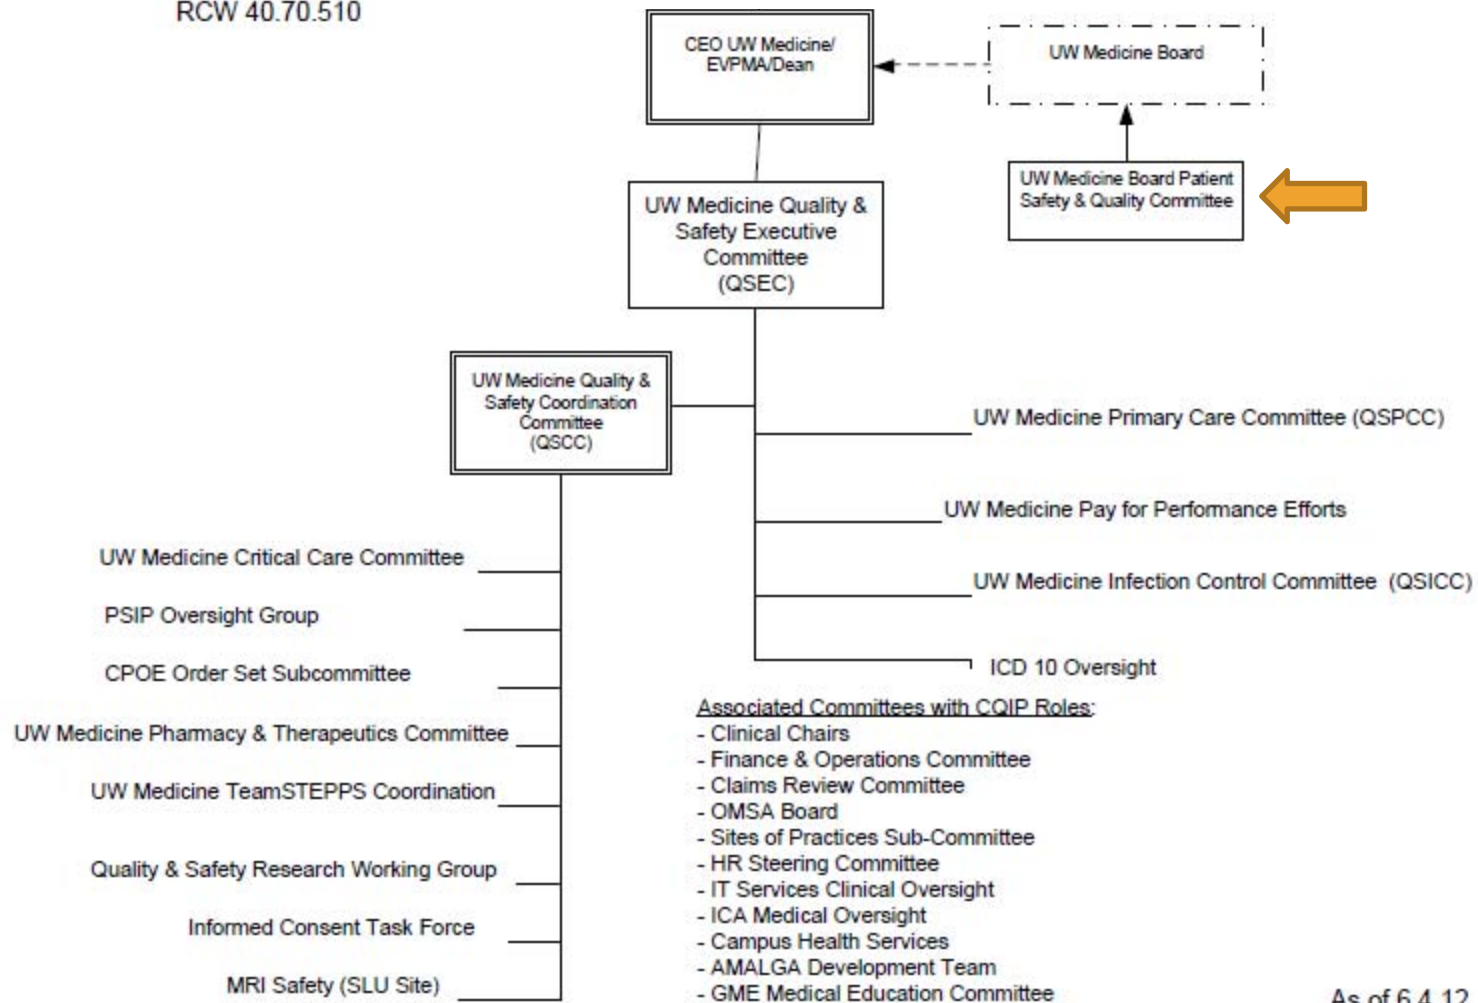 RCW 40.70.510
CEO UW Medicine/
EVPMA/Dean
UW Medicine Board
UW Medicine Board Patient
Safety & Quality Committee
UW Medicine Quality &
Safety Executive
Committee
(QSEC)
UW Medicine Quality &
Safety Coordination
Committee
(QSCC)
UW Medicine Primary Care Committee (QSPCC)
UW Medicine Pay for Performance Efforts
UW Medicine Infection Control Committee (QSICC)
ICD 10 Oversight
UW Medicine Critical Care Committee
PSIP Oversight Group
CPOE Order Set Subcommittee
UW Medicine Pharmacy & Therapeutics Committee
UW Medicine TeamSTEPPS Coordination
Quality & Safety Research Working Group
Informed Consent Task Force
MRI Safety (SLU Site)
Associated Committees with CQIP Roles:
- Clinical Chairs
- Finance & Operations Committee
- Claims Review Committee
- OMSA Board
- Sites of Practices Sub-Committee
- HR Steering Committee
- IT Services Clinical Oversight
- ICA Medical Oversight
- Campus Health Services
- AMALGA Development Team
- GME Medical Education Committee
As of 6.4.12